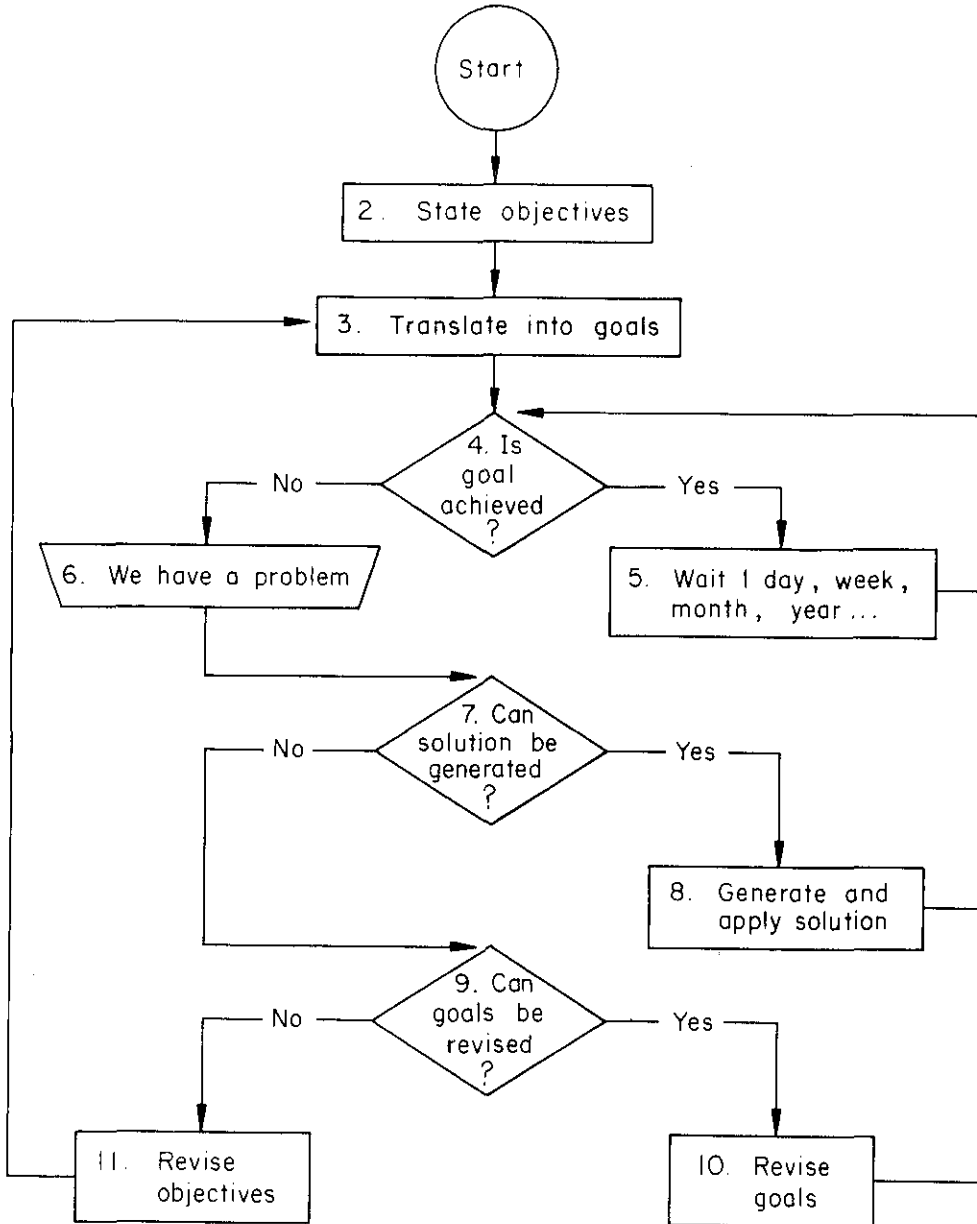 Start
2. State objectives
3. Translate into goals
4. Is
goal
achieved
?
No
Yes
6. We have a problem
5. Wait 1 day, week,
month, year...
7. Can
solution be
generated
?
No
Yes
8. Generate and
apply solution
9. Can
goals be
revised
?
No
Yes
11. Revise
objectives
10. Revise
goals